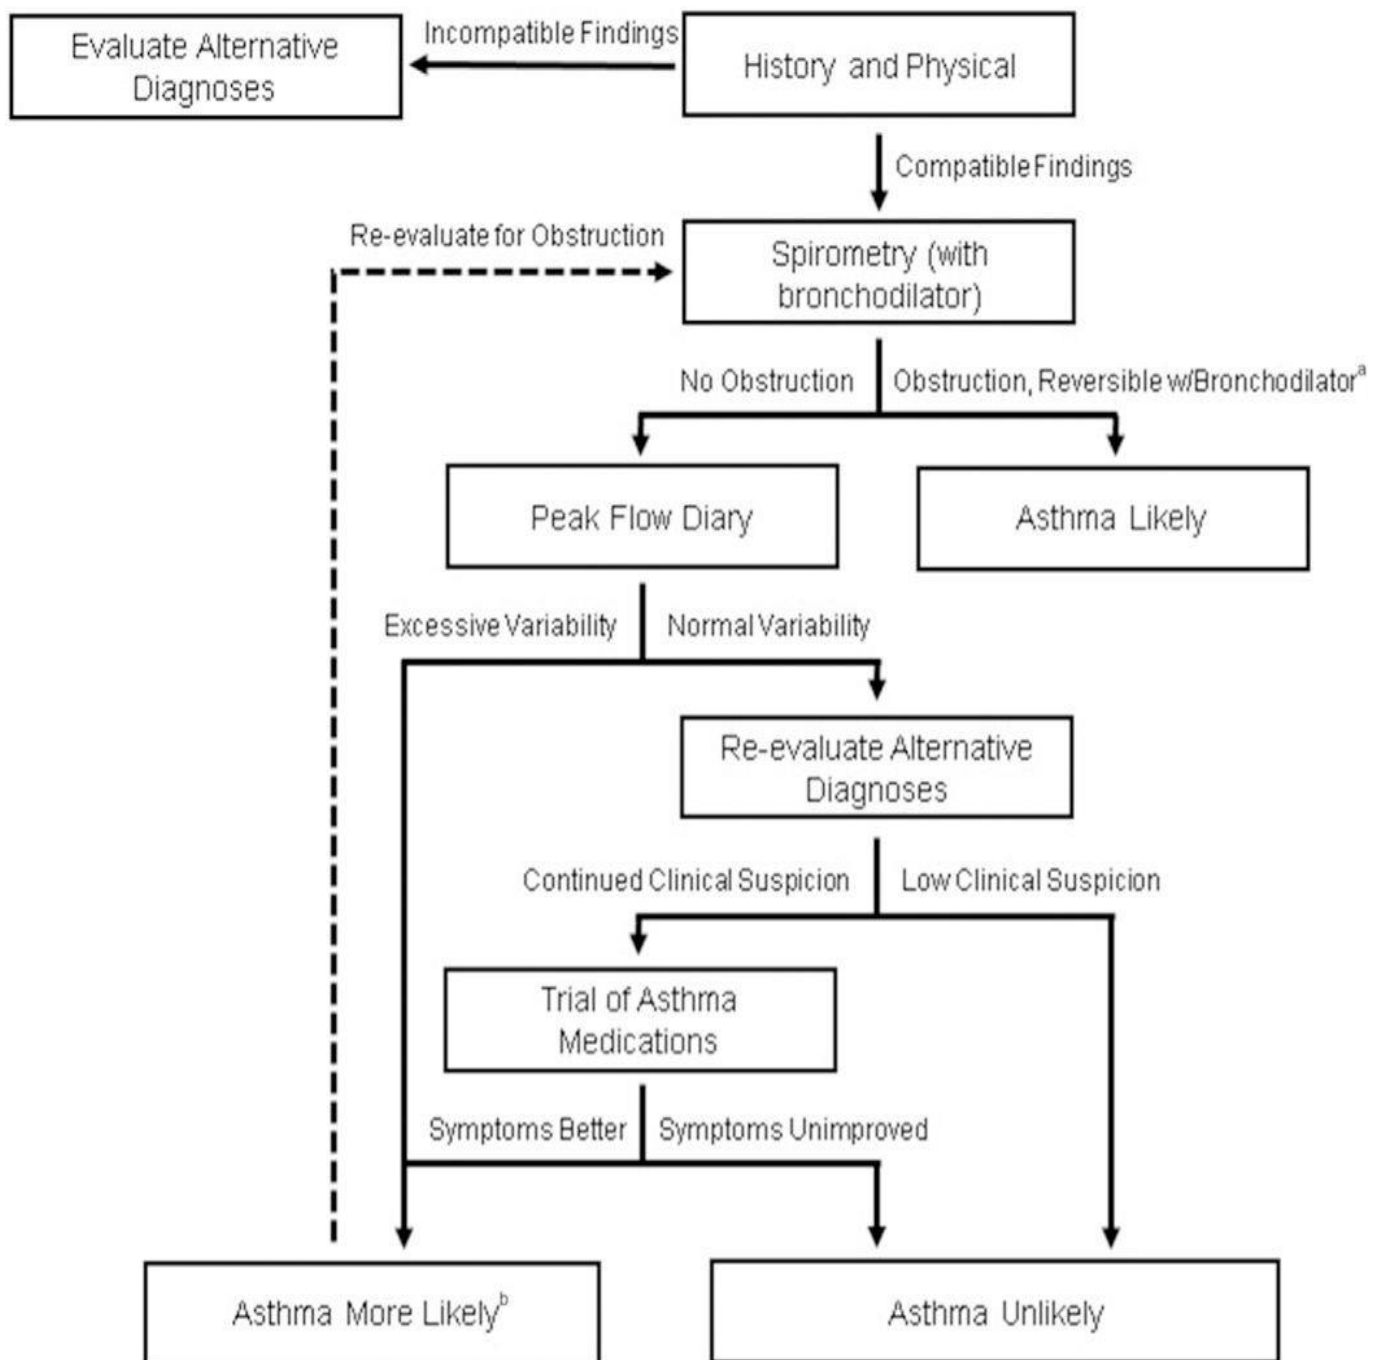 Evaluate Alternative
Diagnoses
Incompatible Findings
History and Physical
Compatible Findings
Re-evaluate for Obstruction
Spirometry (with
bronchodilator)
No Obstruction
Obstruction, Reversible w/Bronchodilatorᵃ
Peak Flow Diary
Asthma Likely
Excessive Variability
Normal Variability
Re-evaluate Alternative
Diagnoses
Continued Clinical Suspicion
Low Clinical Suspicion
Trial of Asthma
Medications
Symptoms Better
Symptoms Unimproved
Asthma More Likelyᵇ
Asthma Unlikely